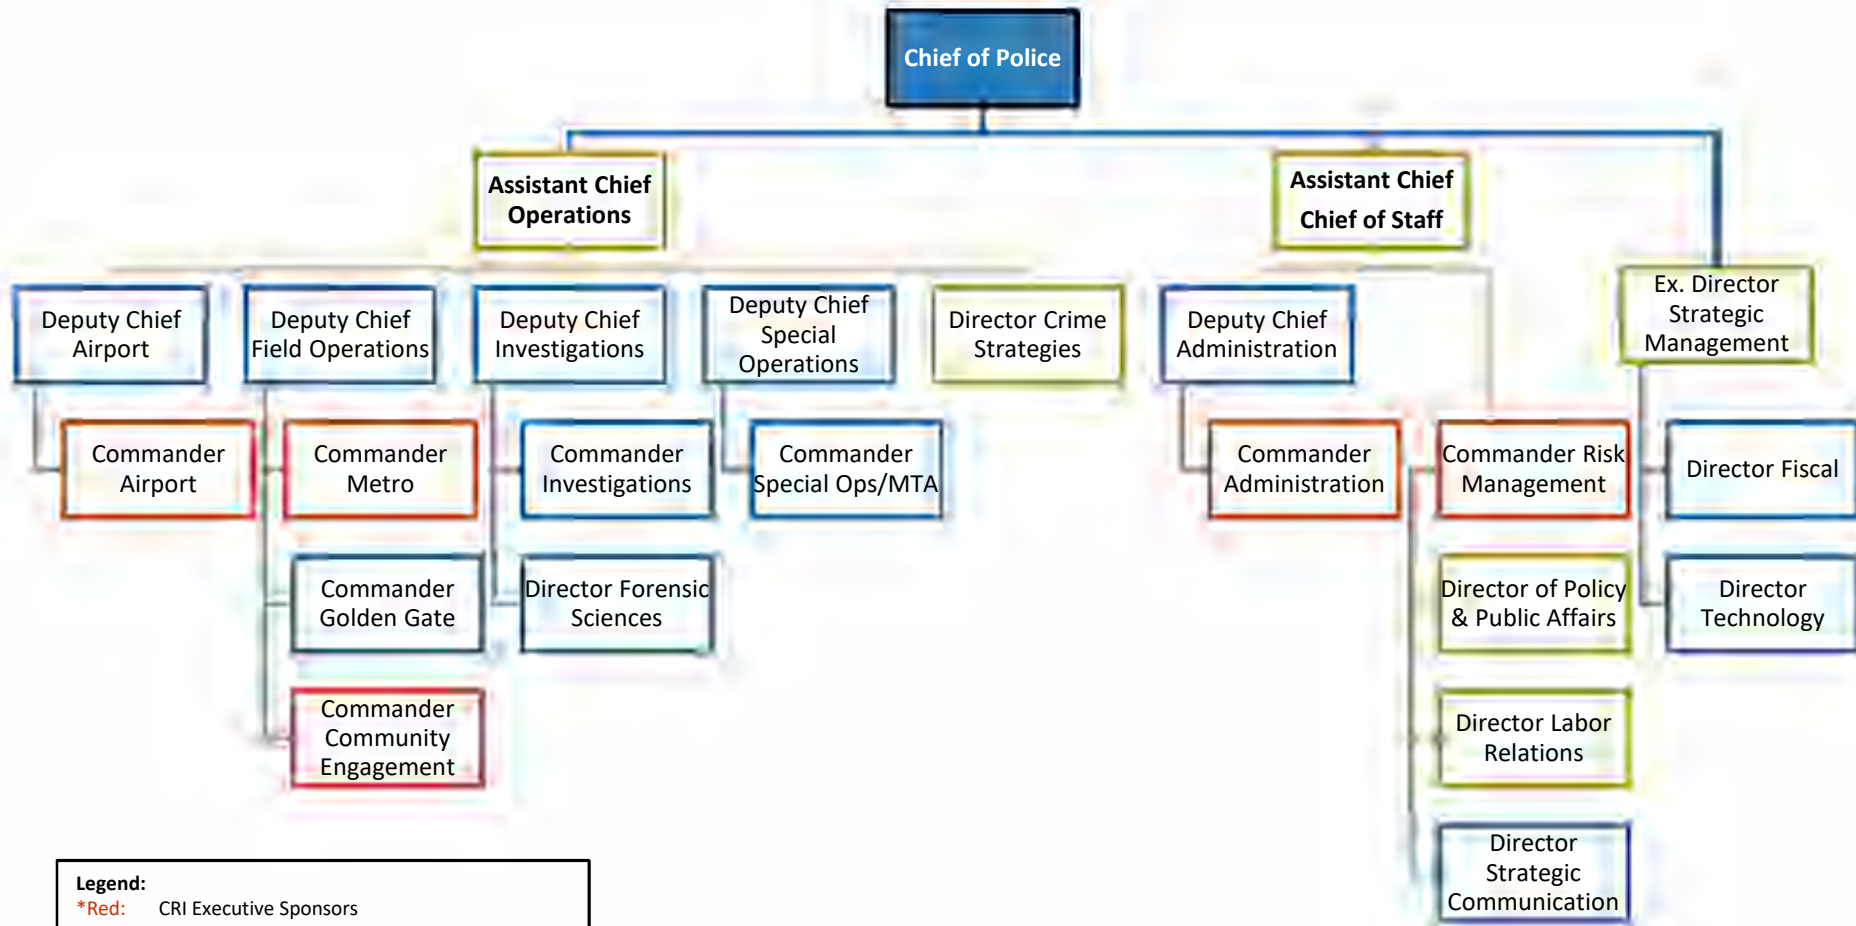 Chief of Police
Assistant Chief
Operations
Assistant Chief
Chief of Staff
Deputy Chief
Airport
Deputy Chief
Field Operations
Deputy Chief
Investigations
Deputy Chief
Special
Operations
Director Crime
Strategies
Deputy Chief
Administration
Ex. Director
Strategic
Management
Commander
Airport
Commander
Metro
Commander
Investigations
Commander
Special Ops/MTA
Commander
Administration
Commander Risk
Management
Director Fiscal
Commander
Golden Gate
Director Forensic
Sciences
Director of Policy
& Public Affairs
Director
Technology
Commander
Community
Engagement
Director Labor
Relations
Director
Strategic
Communication
Legend:
*Red: CRI Executive Sponsors